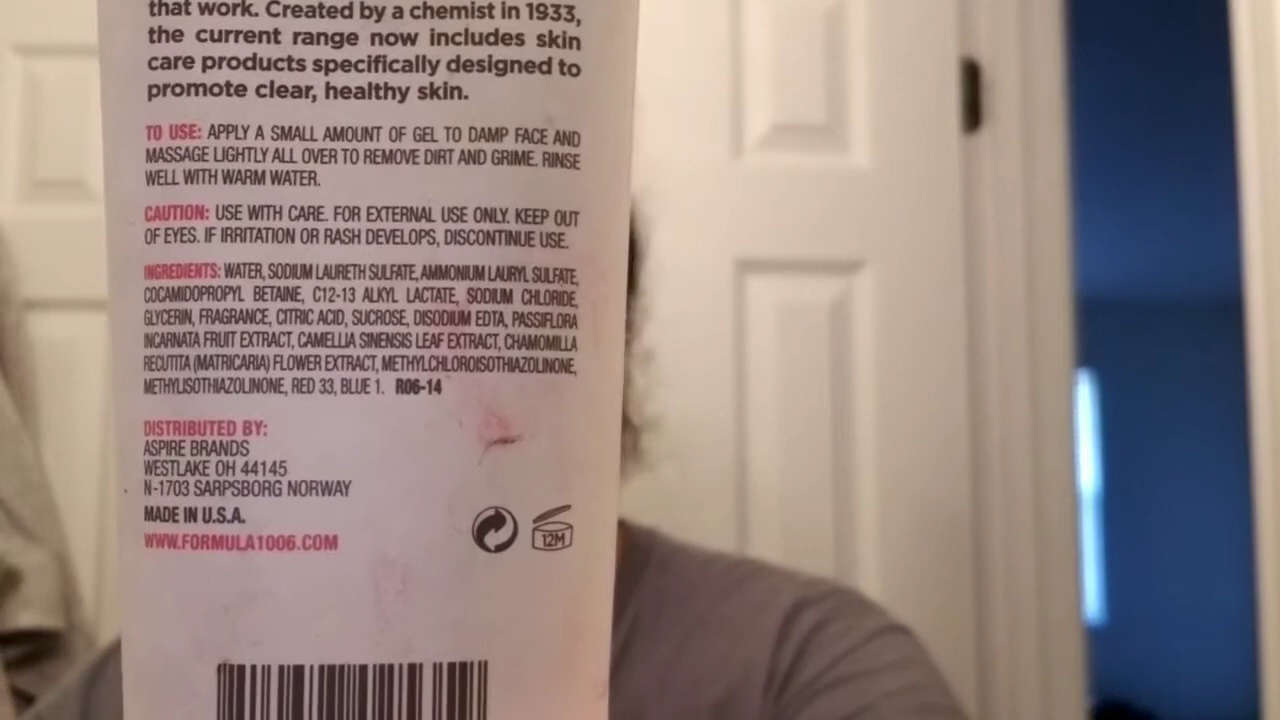 that work. Created by a chemist in 1933,
the current range now includes skin
care products specifically designed to
promote clear, healthy skin.
TO USE: APPLY A SMALL AMOUNT OF GEL TO DAMP FACE AND
MASSAGE LIGHTLY ALL OVER TO REMOVE DIRT AND GRIME. RINSE
WELL WITH WARM WATER.
CAUTION: USE WITH CARE. FOR EXTERNAL USE ONLY. KEEP OUT
OF EYES. IF IRRITATION OR RASH DEVELOPS, DISCONTINUE USE.
INGREDIENTS: WATER, SODIUM LAURETH SULFATE, AMMONIUM LAURYL SULFATE,
COCAMIDOPROPYL BETAINE, C12-13 ALKYL LACTATE, SODIUM CHLORIDE,
GLYCERIN, FRAGRANCE, CITRIC ACID, SUCROSE, DISODIUM EDTA, PASSIFLORA
INCARNATA FRUIT EXTRACT, CAMELLIA SINENSIS LEAF EXTRACT, CHAMOMILLA
RECUTITA (MATRICARIA) FLOWER EXTRACT, METHYLCHLOROISOTHIAZOLINONE,
METHYLISOTHIAZOLINONE, RED 33, BLUE 1. R06-14
DISTRIBUTED BY:
ASPIRE BRANDS
WESTLAKE OH 44145
N-1703 SARPSBORG NORWAY
MADE IN U.S.A.
WWW.FORMULA1006.COM
12M